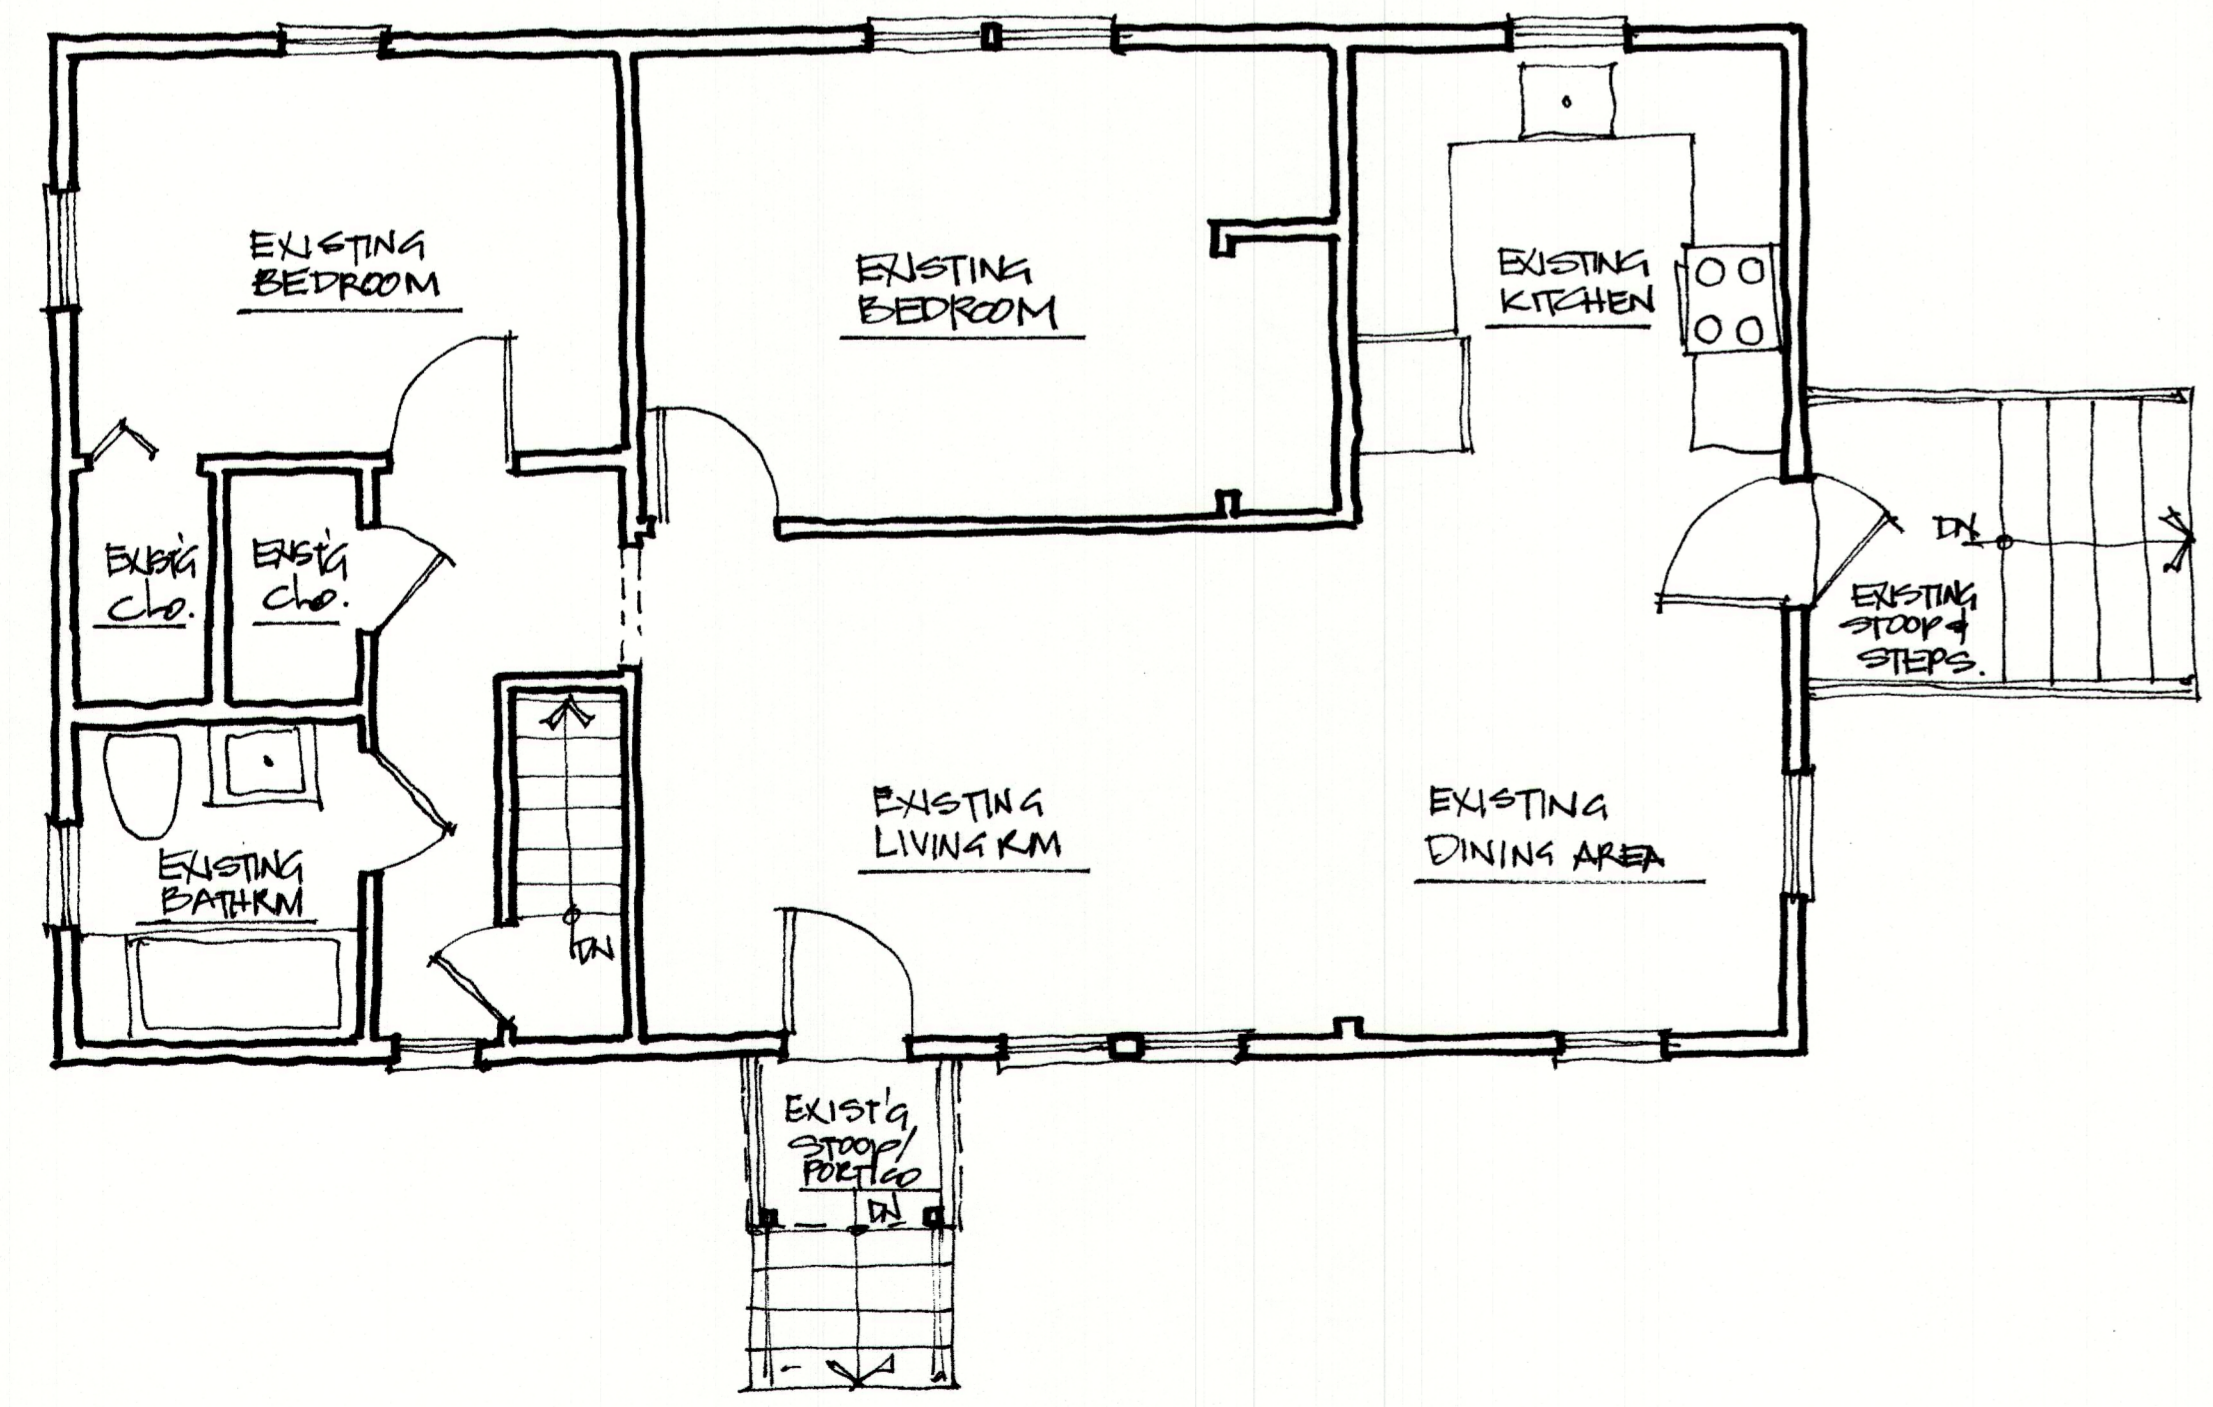 EXISTING
BEDROOM
EXISTING
BEDROOM
EXISTING
KITCHEN
EXIST'G
CLO.
EXIST'G
CLO.
DN
EXISTING
STOOP &
STEPS.
EXISTING
LIVING RM
EXISTING
DINING AREA
EXISTING
BATHRM
DN
EXIST'G
STOOP/
PORTICO
DN